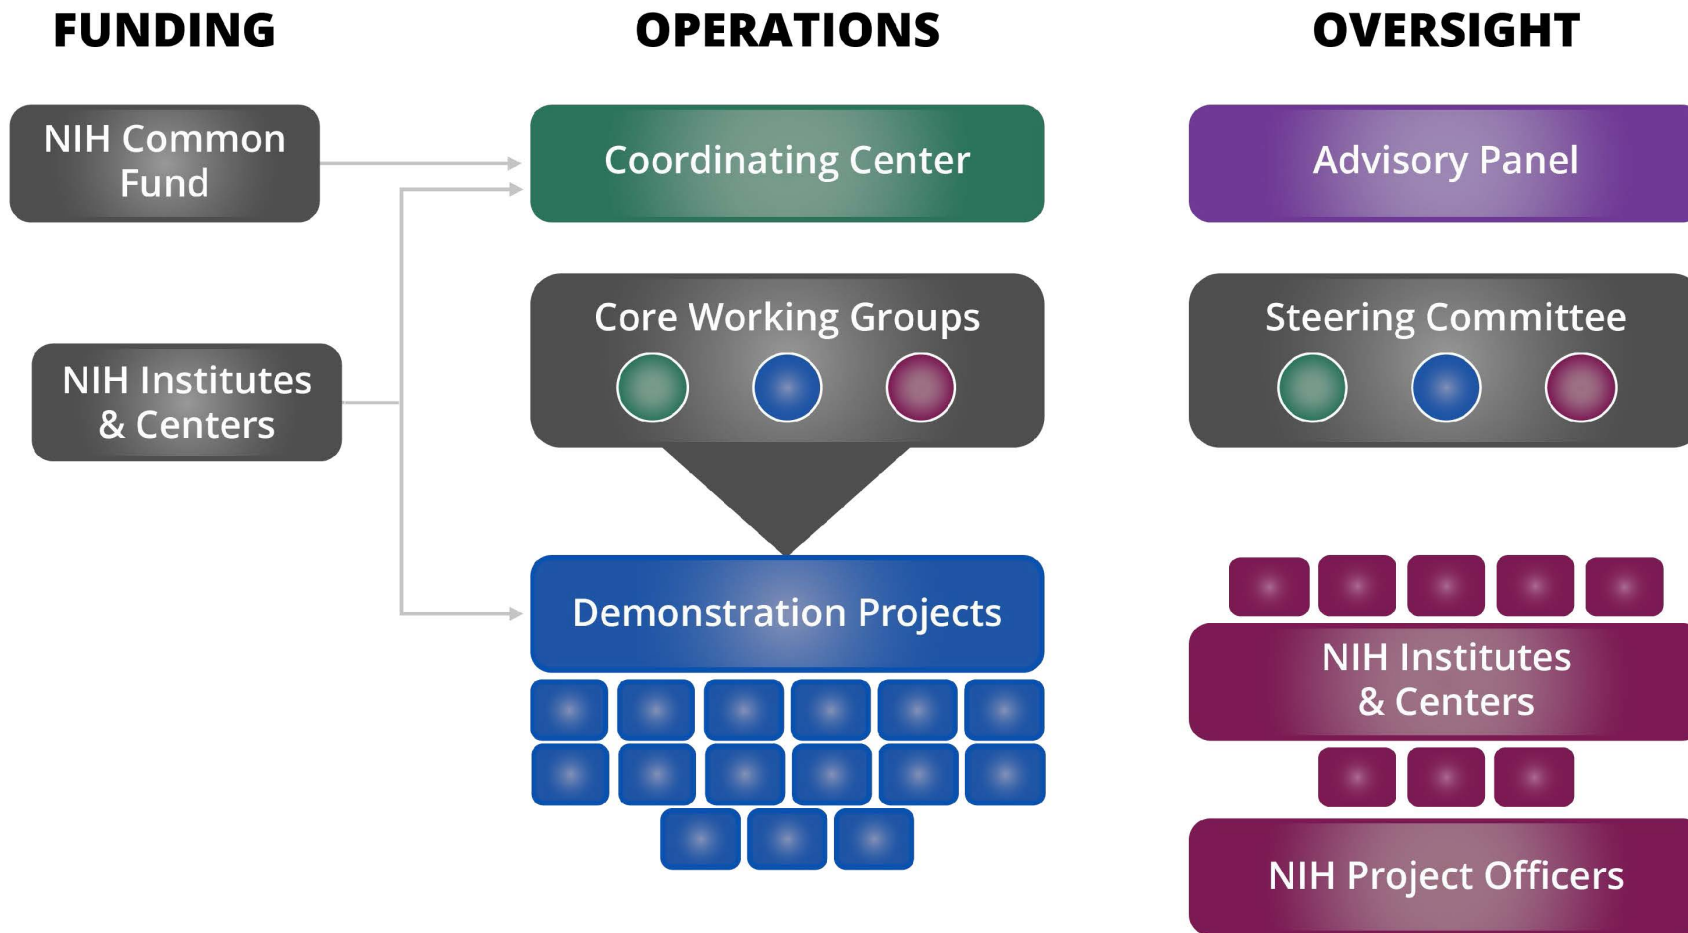 FUNDING
OPERATIONS
OVERSIGHT
NIH Common
Fund
Coordinating Center
Advisory Panel
Core Working Groups
Steering Committee
NIH Institutes
& Centers
Demonstration Projects
NIH Institutes
& Centers
NIH Project Officers